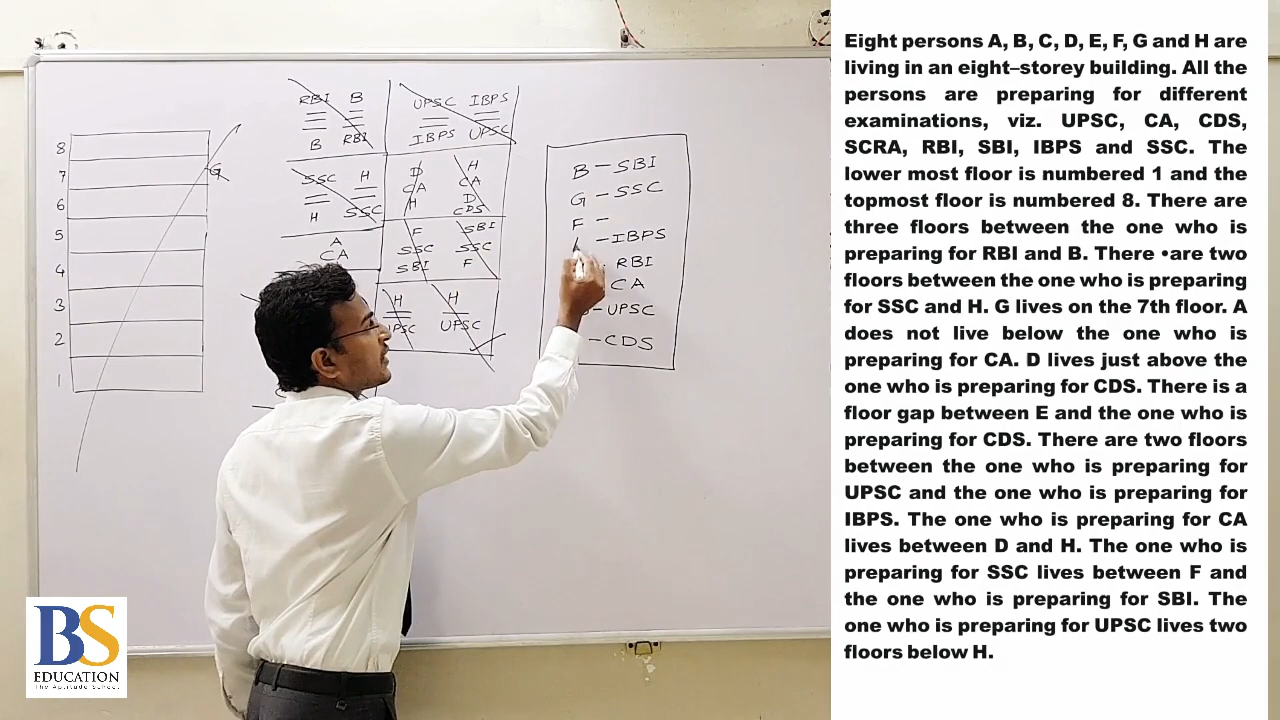 Eight persons A, B, C, D, E, F, G and H are
living in an eight–storey building. All the
persons are preparing for different
examinations, viz. UPSC, CA, CDS,
SCRA, RBI, SBI, IBPS and SSC. The
lower most floor is numbered 1 and the
topmost floor is numbered 8. There are
three floors between the one who is
preparing for RBI and B. There •are two
floors between the one who is preparing
for SSC and H. G lives on the 7th floor. A
does not live below the one who is
preparing for CA. D lives just above the
one who is preparing for CDS. There is a
floor gap between E and the one who is
preparing for CDS. There are two floors
between the one who is preparing for
UPSC and the one who is preparing for
IBPS. The one who is preparing for CA
lives between D and H. The one who is
preparing for SSC lives between F and
the one who is preparing for SBI. The
one who is preparing for UPSC lives two
floors below H.
8
7 G
6
5
4
3
2
1
RBI B
B RBI
UPSC IBPS
IBPS UPSC
SSC H
H SSC
D H
CA CA
H D
CDS
A
CA
F SBI
SSC SSC
SBI F
H H
UPSC
B – SBI
G – SSC
F –
– IBPS
RBI
CA
– UPSC
– CDS
BS
EDUCATION
The Aptitude School